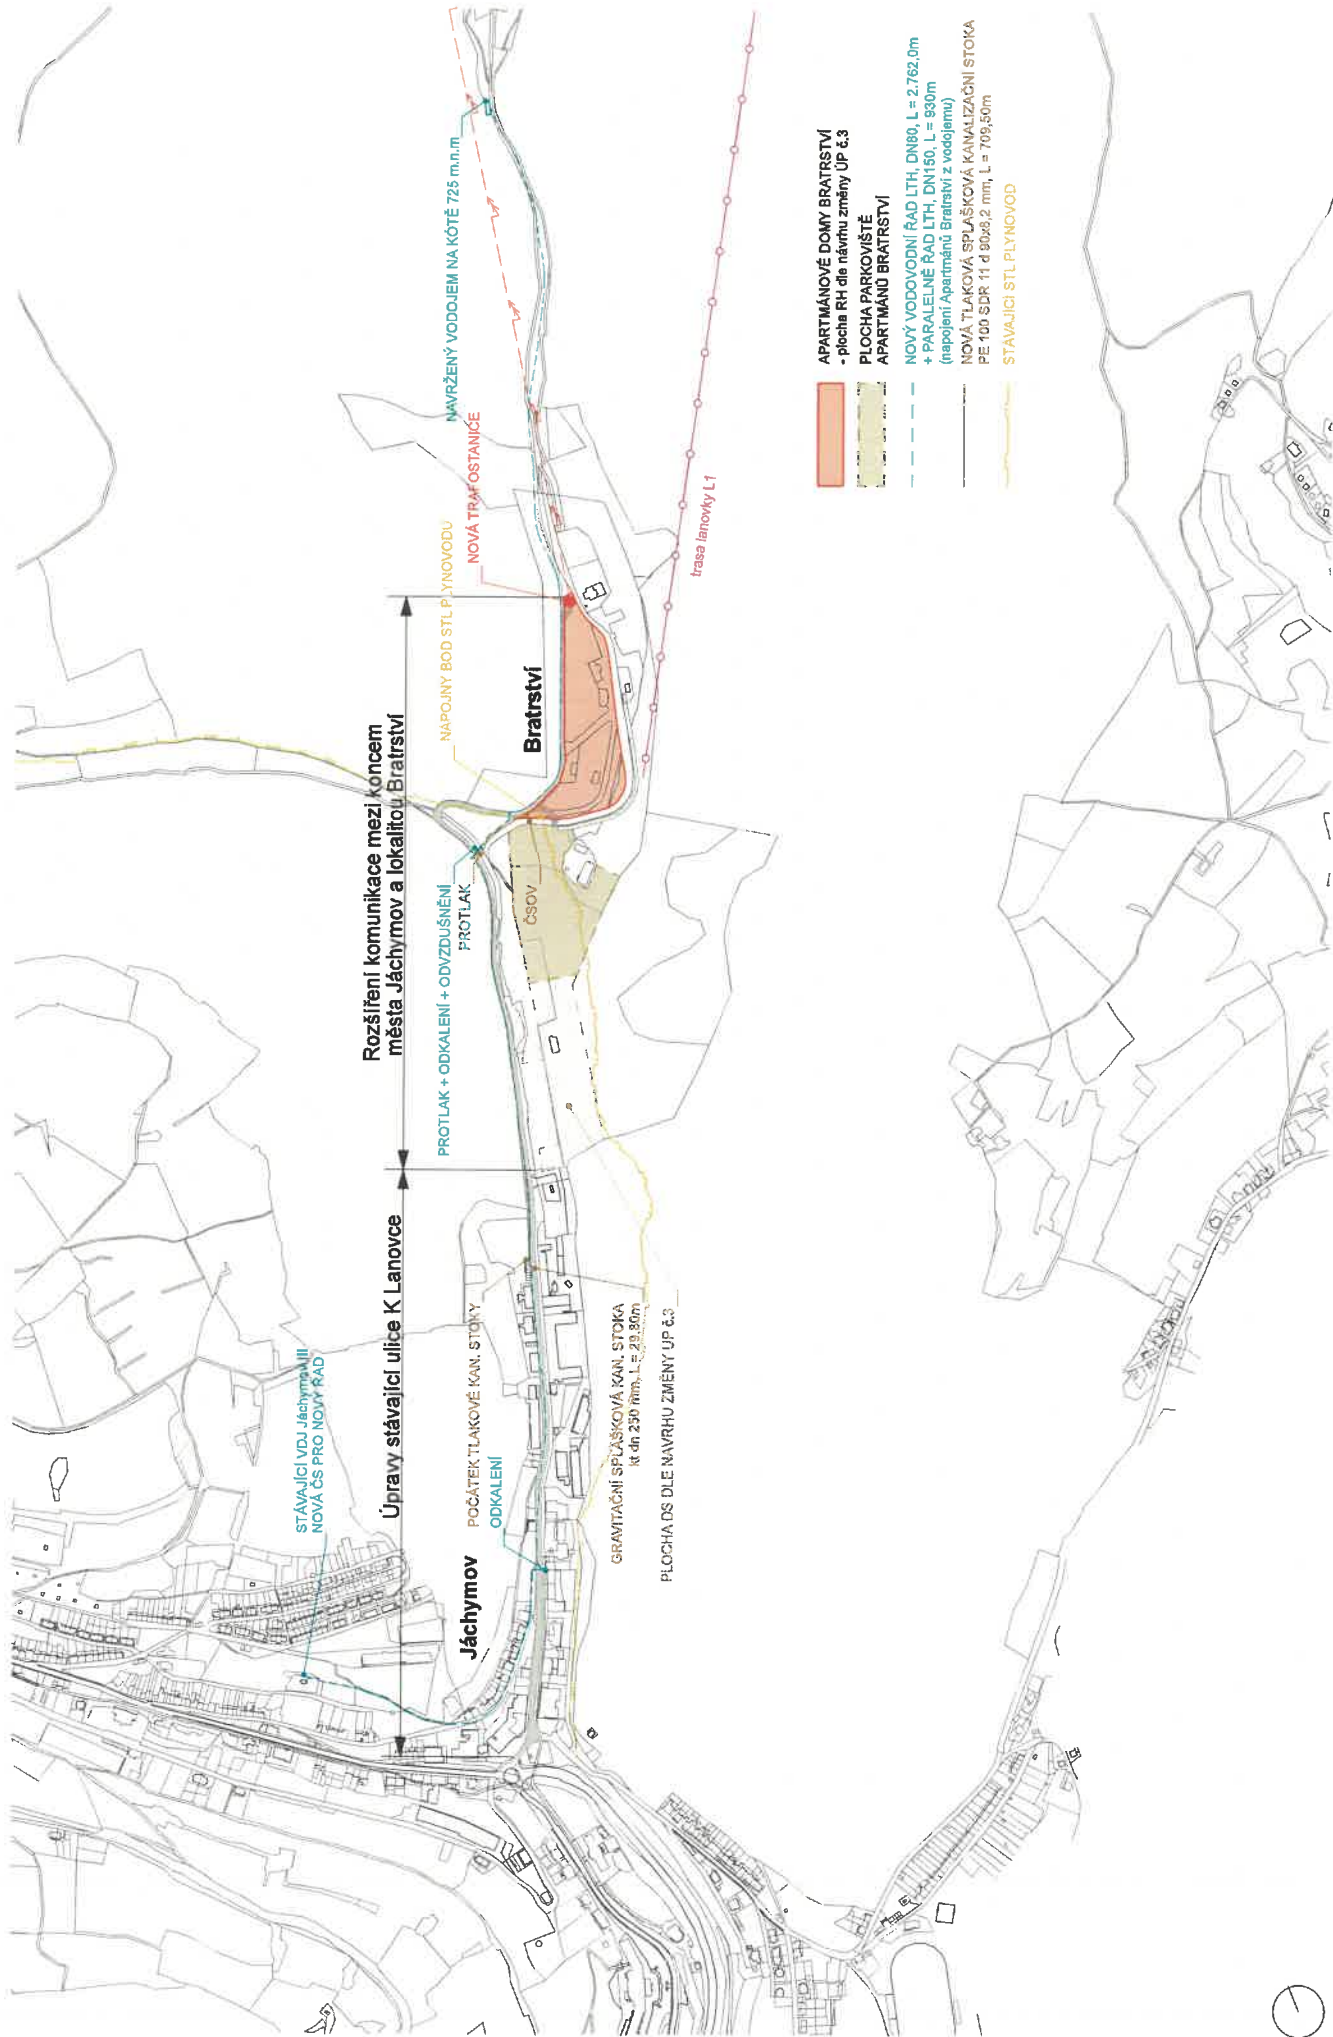 STÁVAJÍCÍ VDJ Jáchymov III
NOVÁ ČS PRO NOVÝ ŘAD
Úpravy stávající ulice K Lanovce
Rozšíření komunikace mezi koncem
města Jáchymov a lokalitou Bratrství
Jáchymov
POČÁTEK TLAKOVÉ KAN. STOKY
ODKALENÍ
GRAVITAČNÍ SPLAŠKOVÁ KAN. STOKA
kt dn 250 mm, L = 29,80m
PLOCHA DS DLE NÁVRHU ZMĚNY ÚP č.3
PROTLAK + ODKALENÍ + ODVZDUŠNĚNÍ
PROTLAK
ČSOV
Bratrství
NÁPOJNÝ BOD STL PLYNOVODU
NOVÁ TRAFOSTANICE
NAVRŽENÝ VODOJEM NA KÓTĚ 725 m.n.m
trasa lanovky L1
APARTMÁNOVÉ DOMY BRATRSTVÍ
- plocha RH dle návrhu změny ÚP č.3
PLOCHA PARKOVIŠTĚ
APARTMÁNŮ BRATRSTVÍ
NOVÝ VODOVODNÍ ŘAD LTH, DN80, L = 2.762,0m
+ PARALELNĚ ŘAD LTH, DN150, L = 930m
(napojení Apartmánů Bratrství z vodojemu)
NOVÁ TLAKOVÁ SPLAŠKOVÁ KANALIZAČNÍ STOKA
PE 100 SDR 11 d 90x8,2 mm, L = 709,50m
STÁVAJÍCÍ STL PLYNOVOD